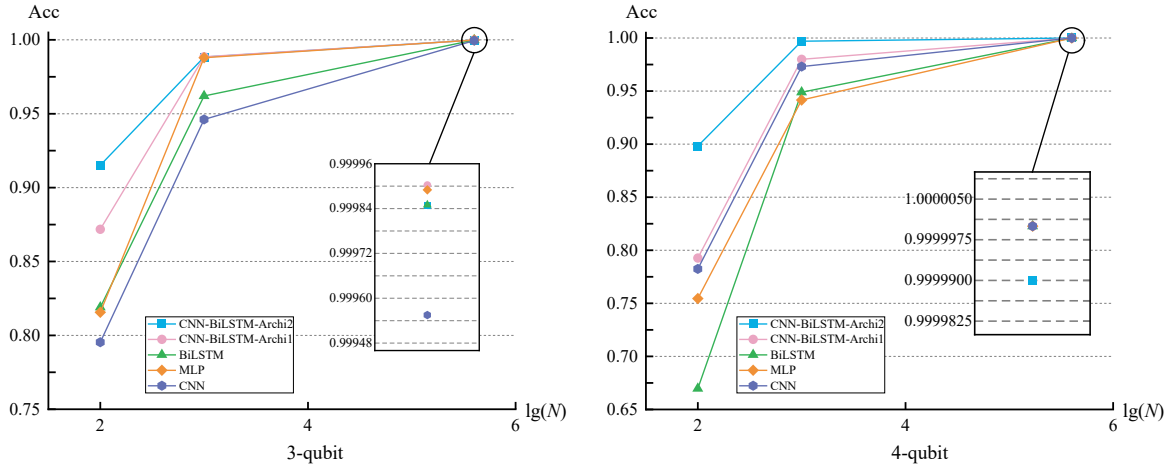 Acc
1.00
0.95
0.90
0.85
0.80
0.75
0.99996
0.99984
0.99972
0.99960
0.99948
CNN-BiLSTM-Archi2
CNN-BiLSTM-Archi1
BiLSTM
MLP
CNN
2
4
6
lg(N)
3-qubit
Acc
1.00
0.95
0.90
0.85
0.80
0.75
0.70
0.65
1.0000050
0.9999975
0.9999900
0.9999825
CNN-BiLSTM-Archi2
CNN-BiLSTM-Archi1
BiLSTM
MLP
CNN
2
4
6
lg(N)
4-qubit